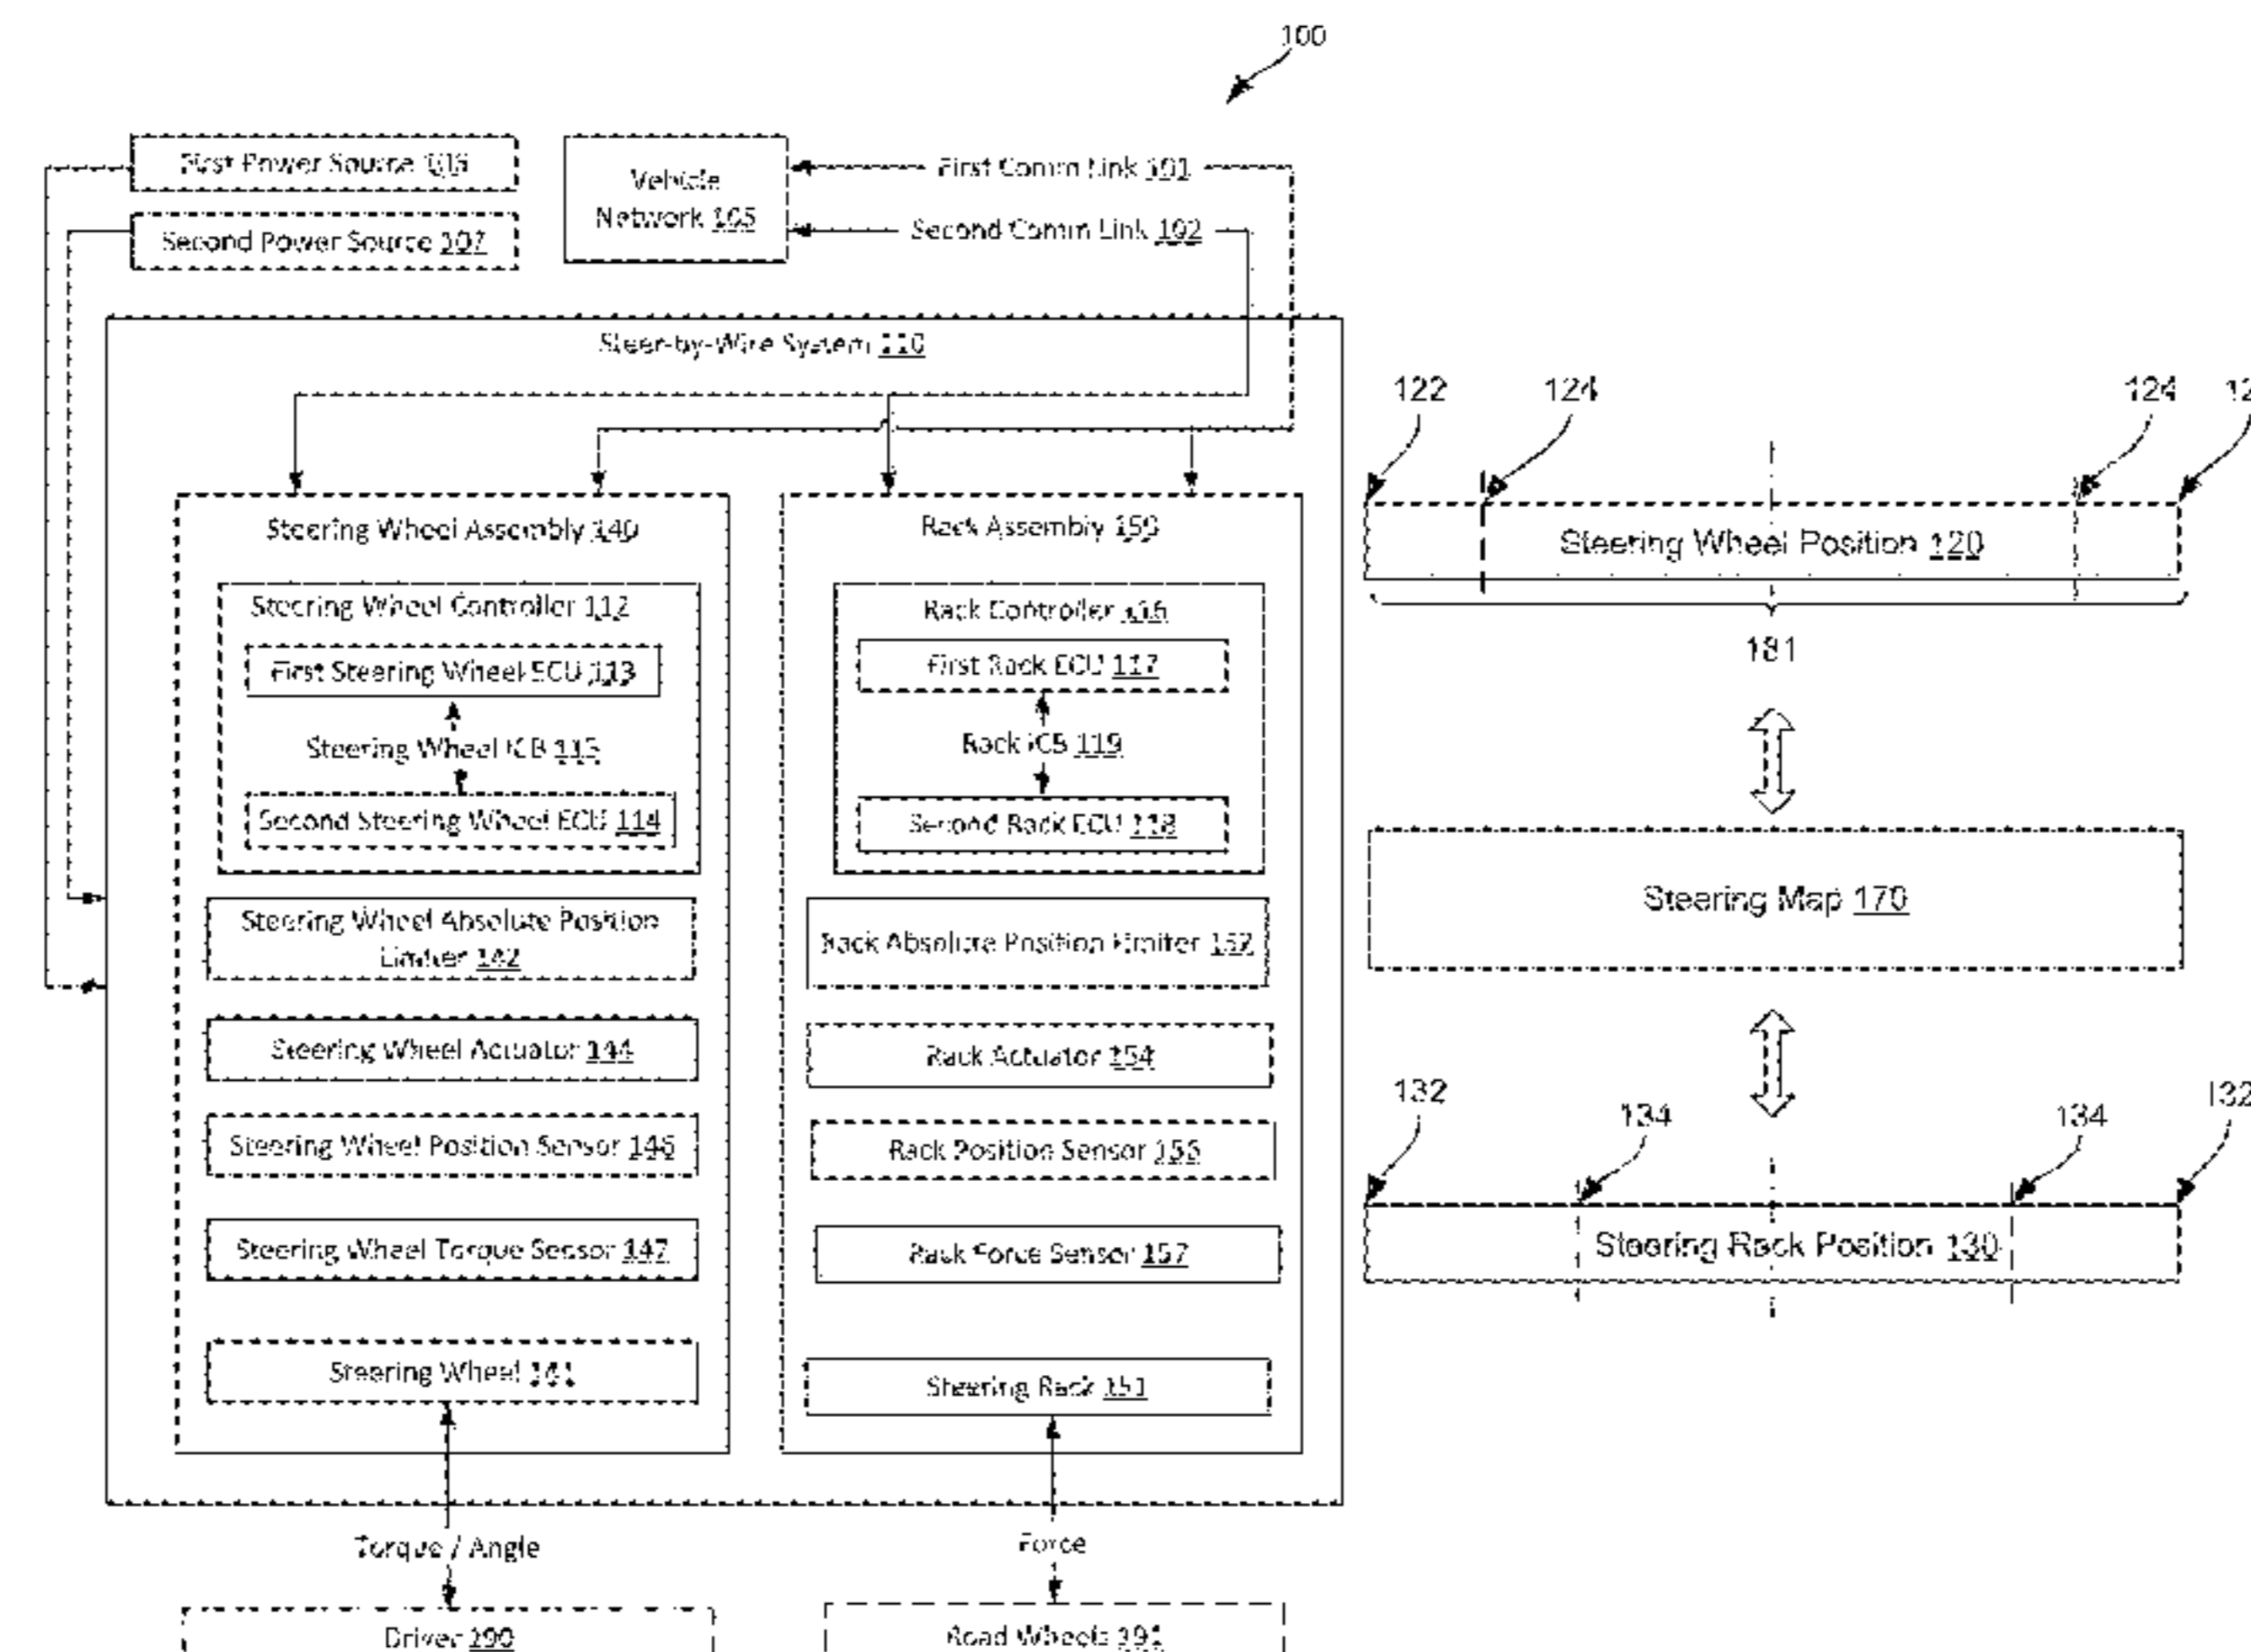 100
First Power Source 106
Second Power Source 107
Vehicle
Network 105
First Comm Link 101
Second Comm Link 102
Steer-by-Wire System 110
Steering Wheel Assembly 140
Steering Wheel Controller 112
First Steering Wheel ECU 113
Steering Wheel ICB 115
Second Steering Wheel ECU 114
Steering Wheel Absolute Position
Limiter 142
Steering Wheel Actuator 144
Steering Wheel Position Sensor 146
Steering Wheel Torque Sensor 147
Steering Wheel 141
Torque / Angle
Driver 190
Rack Assembly 150
Rack Controller 116
First Rack ECU 117
Rack ICB 119
Second Rack ECU 118
Rack Absolute Position Limiter 152
Rack Actuator 154
Rack Position Sensor
Rack Force Sensor 157
Steering Rack 151
Force
Road Wheels 191
122
124
124
Steering Wheel Position 120
181
Steering Map 170
132
134
134
132
Steering Rack Position 130